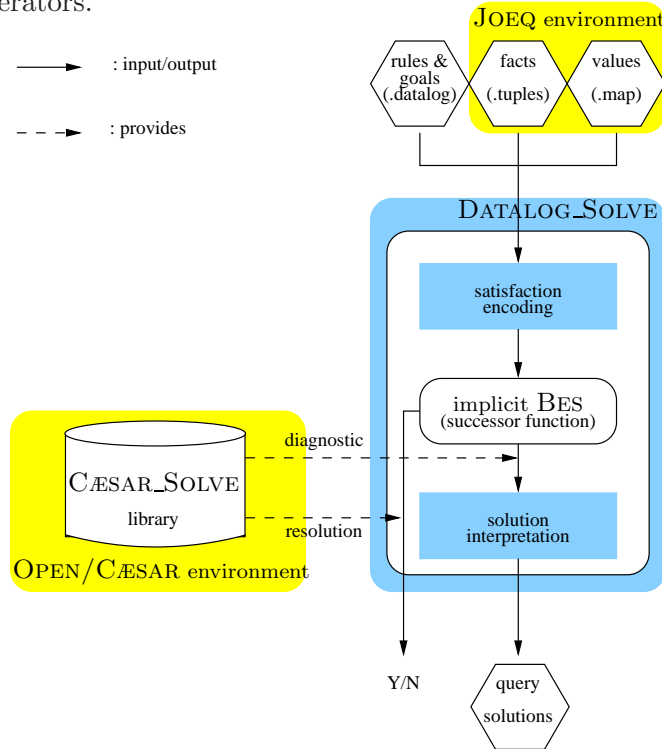 erators.
JOEQ environment
: input/output
rules &
goals
(.datalog)
facts
(.tuples)
values
(.map)
: provides
DATALOG_SOLVE
satisfaction
encoding
implicit BES
(successor function)
diagnostic
CÆSAR_SOLVE
library
resolution
solution
interpretation
OPEN/CÆSAR environment
Y/N
query
solutions